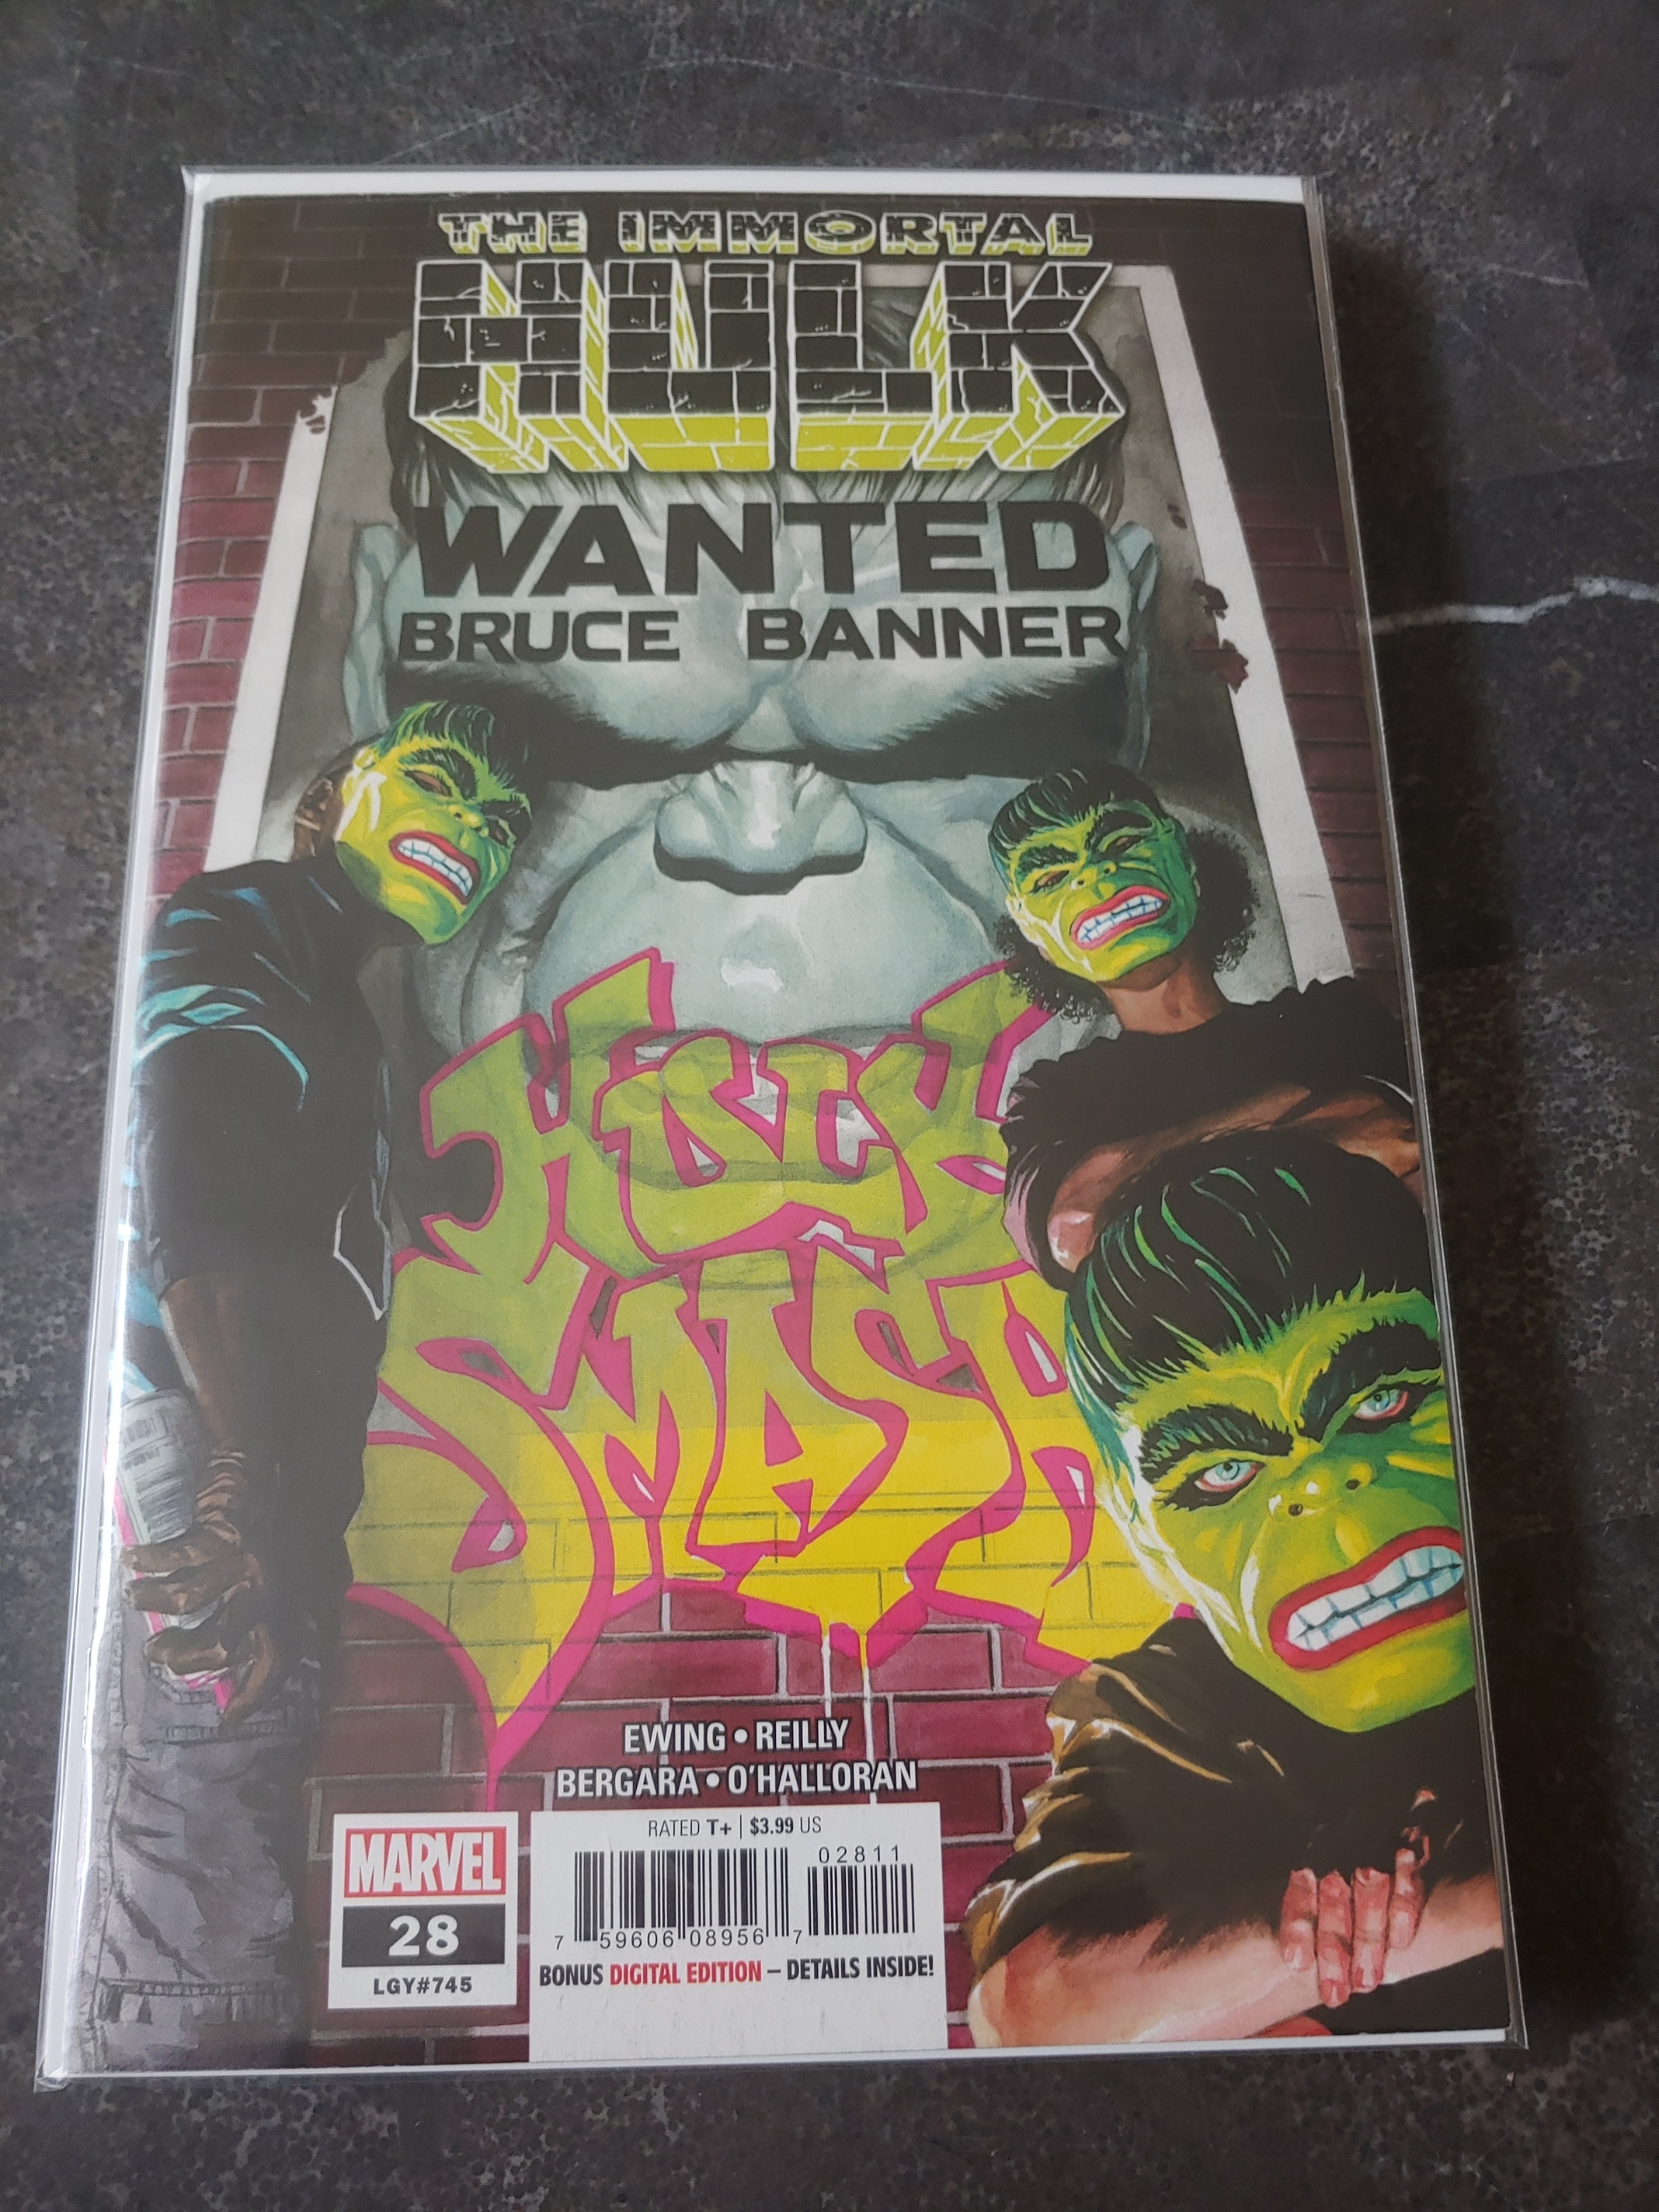 THE IMMORTAL
HULK
WANTED
BRUCE BANNER
HULK
SMASH
EWING • REILLY
BERGARA • O'HALLORAN
MARVEL
28
LGY#745
RATED T+ | $3.99 US
02811
7 59606 08956 7
BONUS DIGITAL EDITION – DETAILS INSIDE!